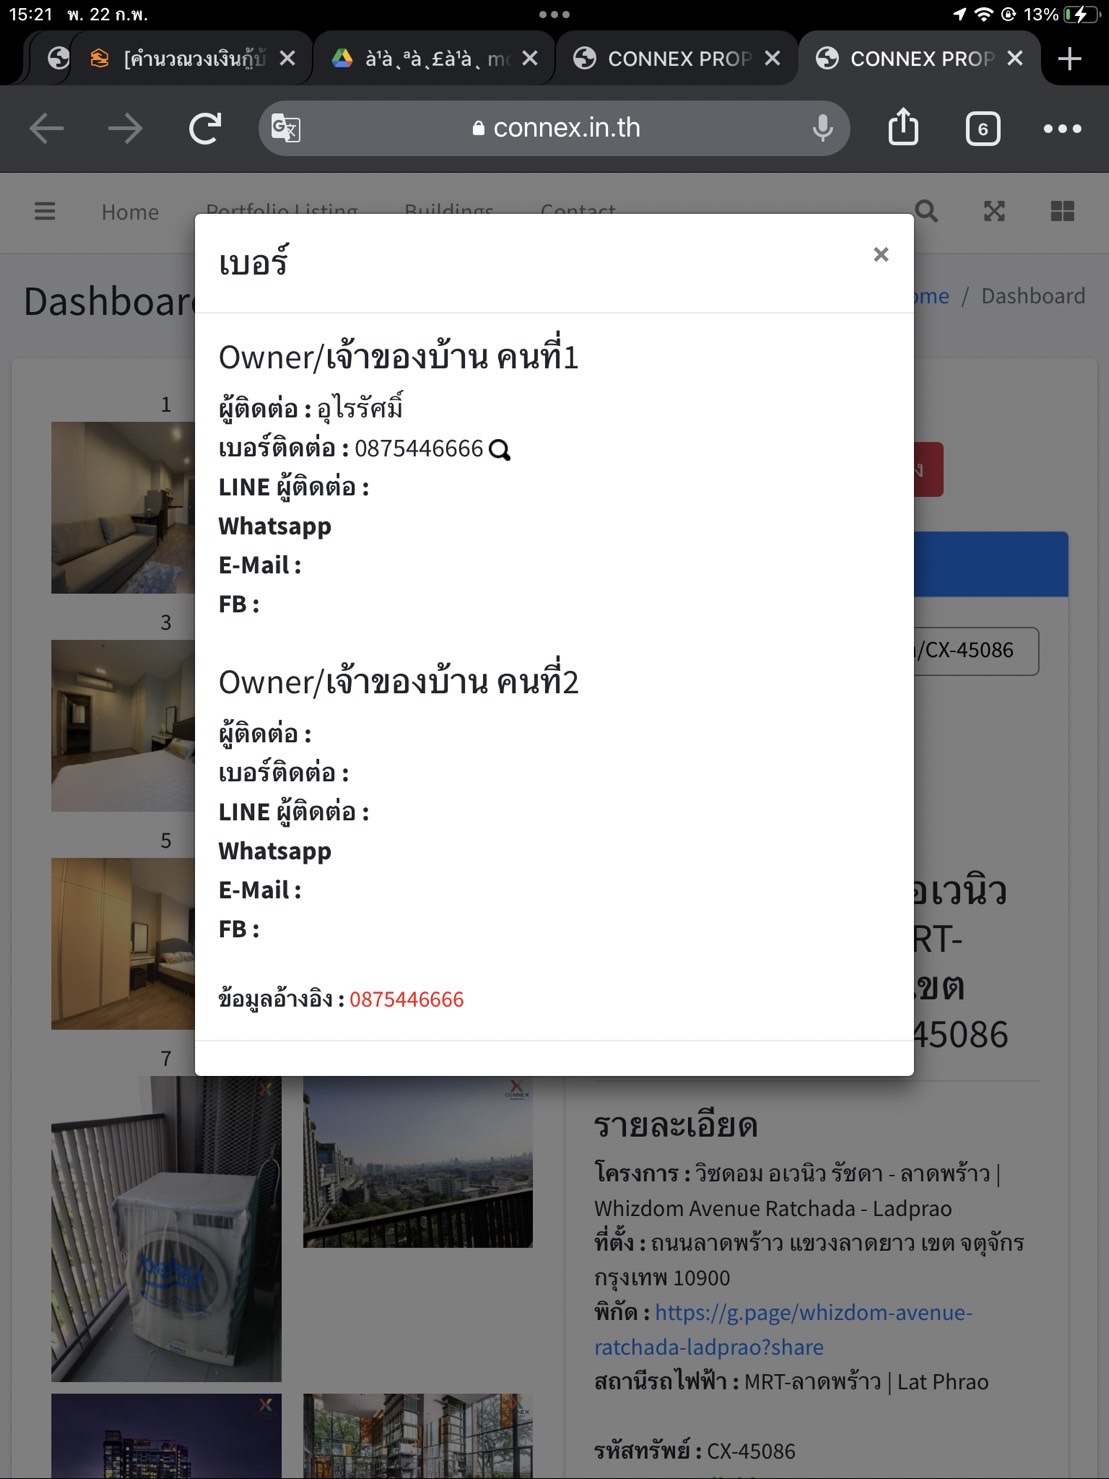 15:21 พ. 22 ก.พ.
13%
[คำนวณวงเงินกู้บ้
à¹à¸ªà¸£à¹à¸ mo
CONNEX PROP
CONNEX PROP
connex.in.th
6
Home
Portfolio Listing
Buildings
Contact
Dashboard
Home / Dashboard
เบอร์
×
Owner/เจ้าของบ้าน คนที่1
ผู้ติดต่อ : อุไรรัศมิ์
เบอร์ติดต่อ : 0875446666
LINE ผู้ติดต่อ :
Whatsapp
E-Mail :
FB :
Owner/เจ้าของบ้าน คนที่2
ผู้ติดต่อ :
เบอร์ติดต่อ :
LINE ผู้ติดต่อ :
Whatsapp
E-Mail :
FB :
ข้อมูลอ้างอิง : 0875446666
1
3
5
7
/CX-45086
อเวนิว
RT-
เขต
45086
CONNEX
beko
รายละเอียด
โครงการ : วิซดอม อเวนิว รัชดา - ลาดพร้าว |
Whizdom Avenue Ratchada - Ladprao
ที่ตั้ง : ถนนลาดพร้าว แขวงลาดยาว เขต จตุจักร
กรุงเทพ 10900
พิกัด : https://g.page/whizdom-avenue-
ratchada-ladprao?share
สถานีรถไฟฟ้า : MRT-ลาดพร้าว | Lat Phrao
รหัสทรัพย์ : CX-45086